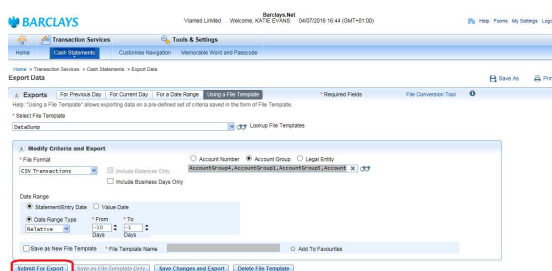 BARCLAYS
Barclays.Net
Viamed Limited Welcome, KATIE EVANS 04/07/2016 16:44 (GMT+01:00)
Help Forms My Settings
Transaction Services Tools & Settings
Home Cash Statements Customise Navigation Memorable Word and Passcode
Home > Transaction Services > Cash Statements > Export Data
Export Data
Save As
Exports For Previous Day For Current Day For a Date Range Using a File Template * Required Fields File Conversion Tool
Help: "Using a File Template" allows exporting data on a pre-defined set of criteria saved in the form of File Template.
* Select File Template
DataDump Lookup File Templates
Modify Criteria and Export
* File Format Account Number Account Group Legal Entity
CSV Transactions Include Balances Only AccountGroup4,AccountGroup1,AccountGroup5,Account
Include Business Days Only
Date Range
Statement/Entry Date Value Date
Date Range Type * From * To
Relative -10 -1
Days Days
Save as New File Template * File Template Name Add To Favourites
Submit For Export Save as File Template Only Save Changes and Export Delete File Template